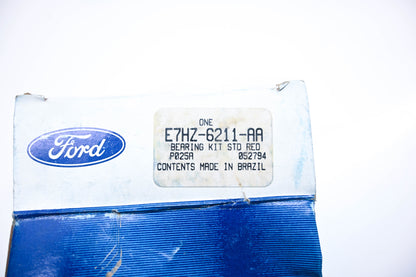 Ford
ONE
E7HZ-6211-AA
BEARING KIT STD RED
P025A 052794
CONTENTS MADE IN BRAZIL